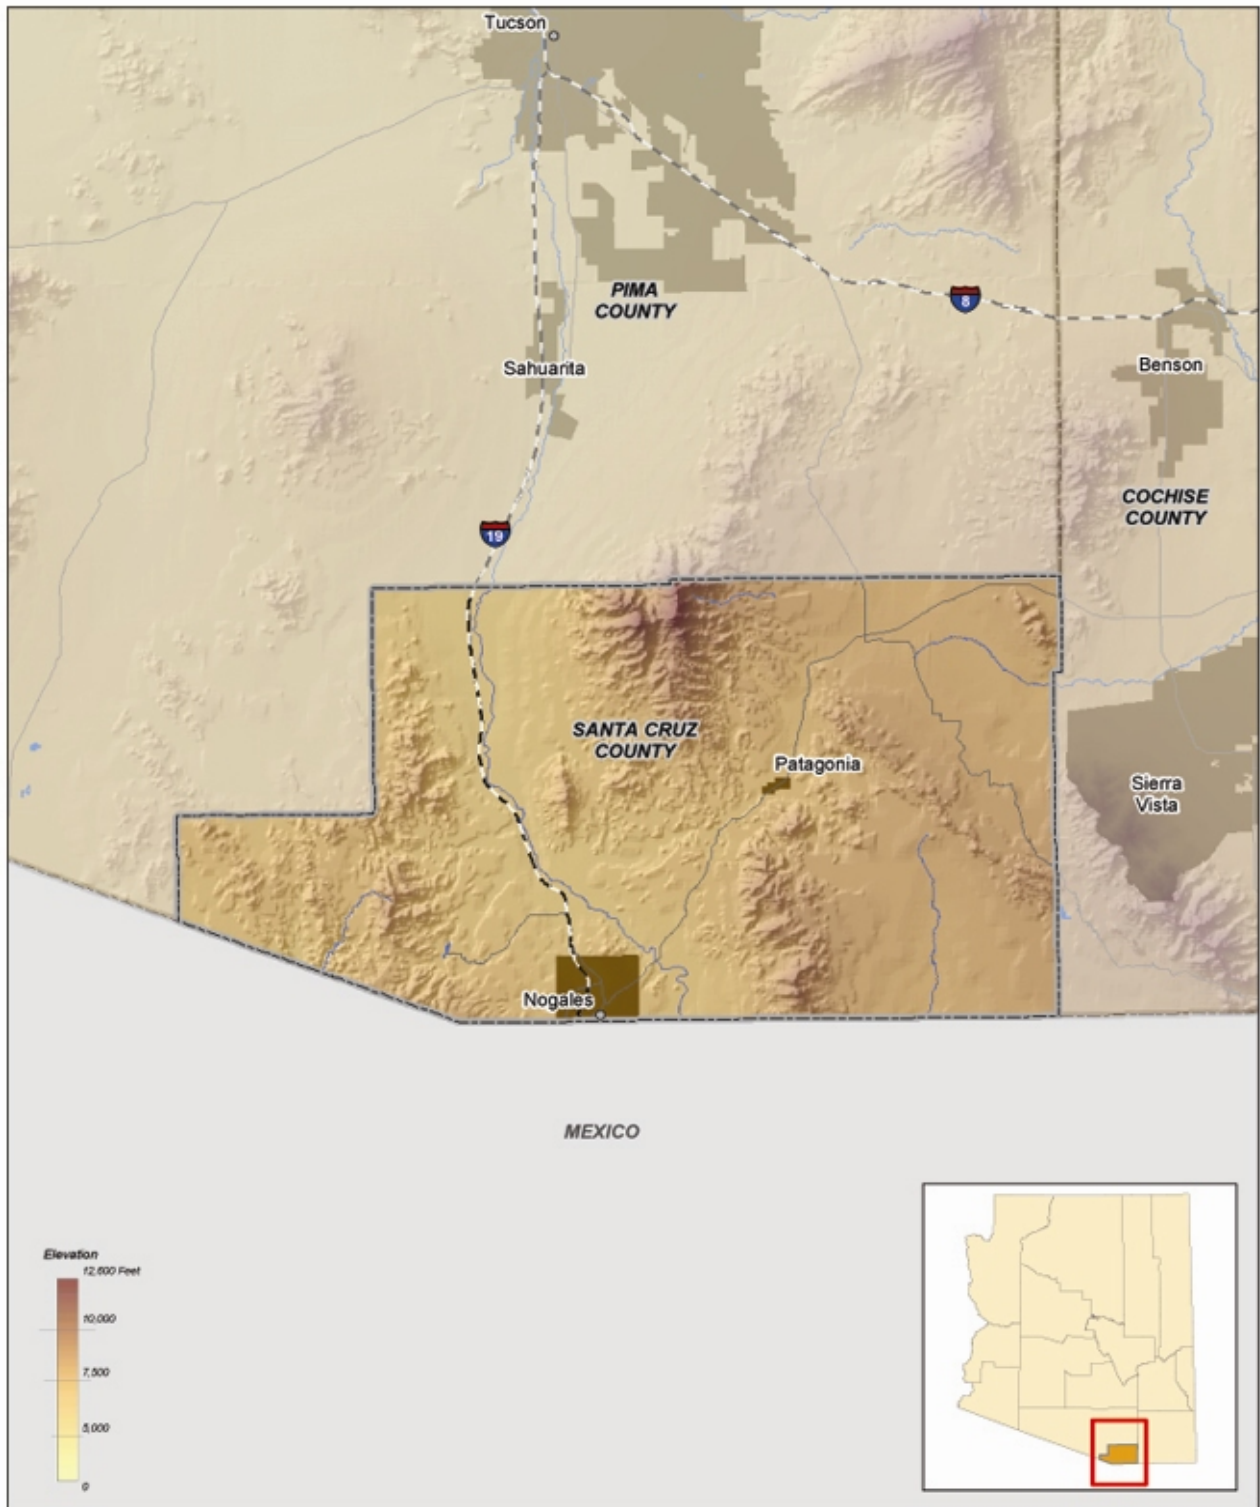 Tucson
PIMA
COUNTY
8
Sahuarita
Benson
COCHISE
COUNTY
19
SANTA CRUZ
COUNTY
Patagonia
Sierra
Vista
Nogales
MEXICO
Elevation
12,600 Feet
10,000
7,500
5,000
0